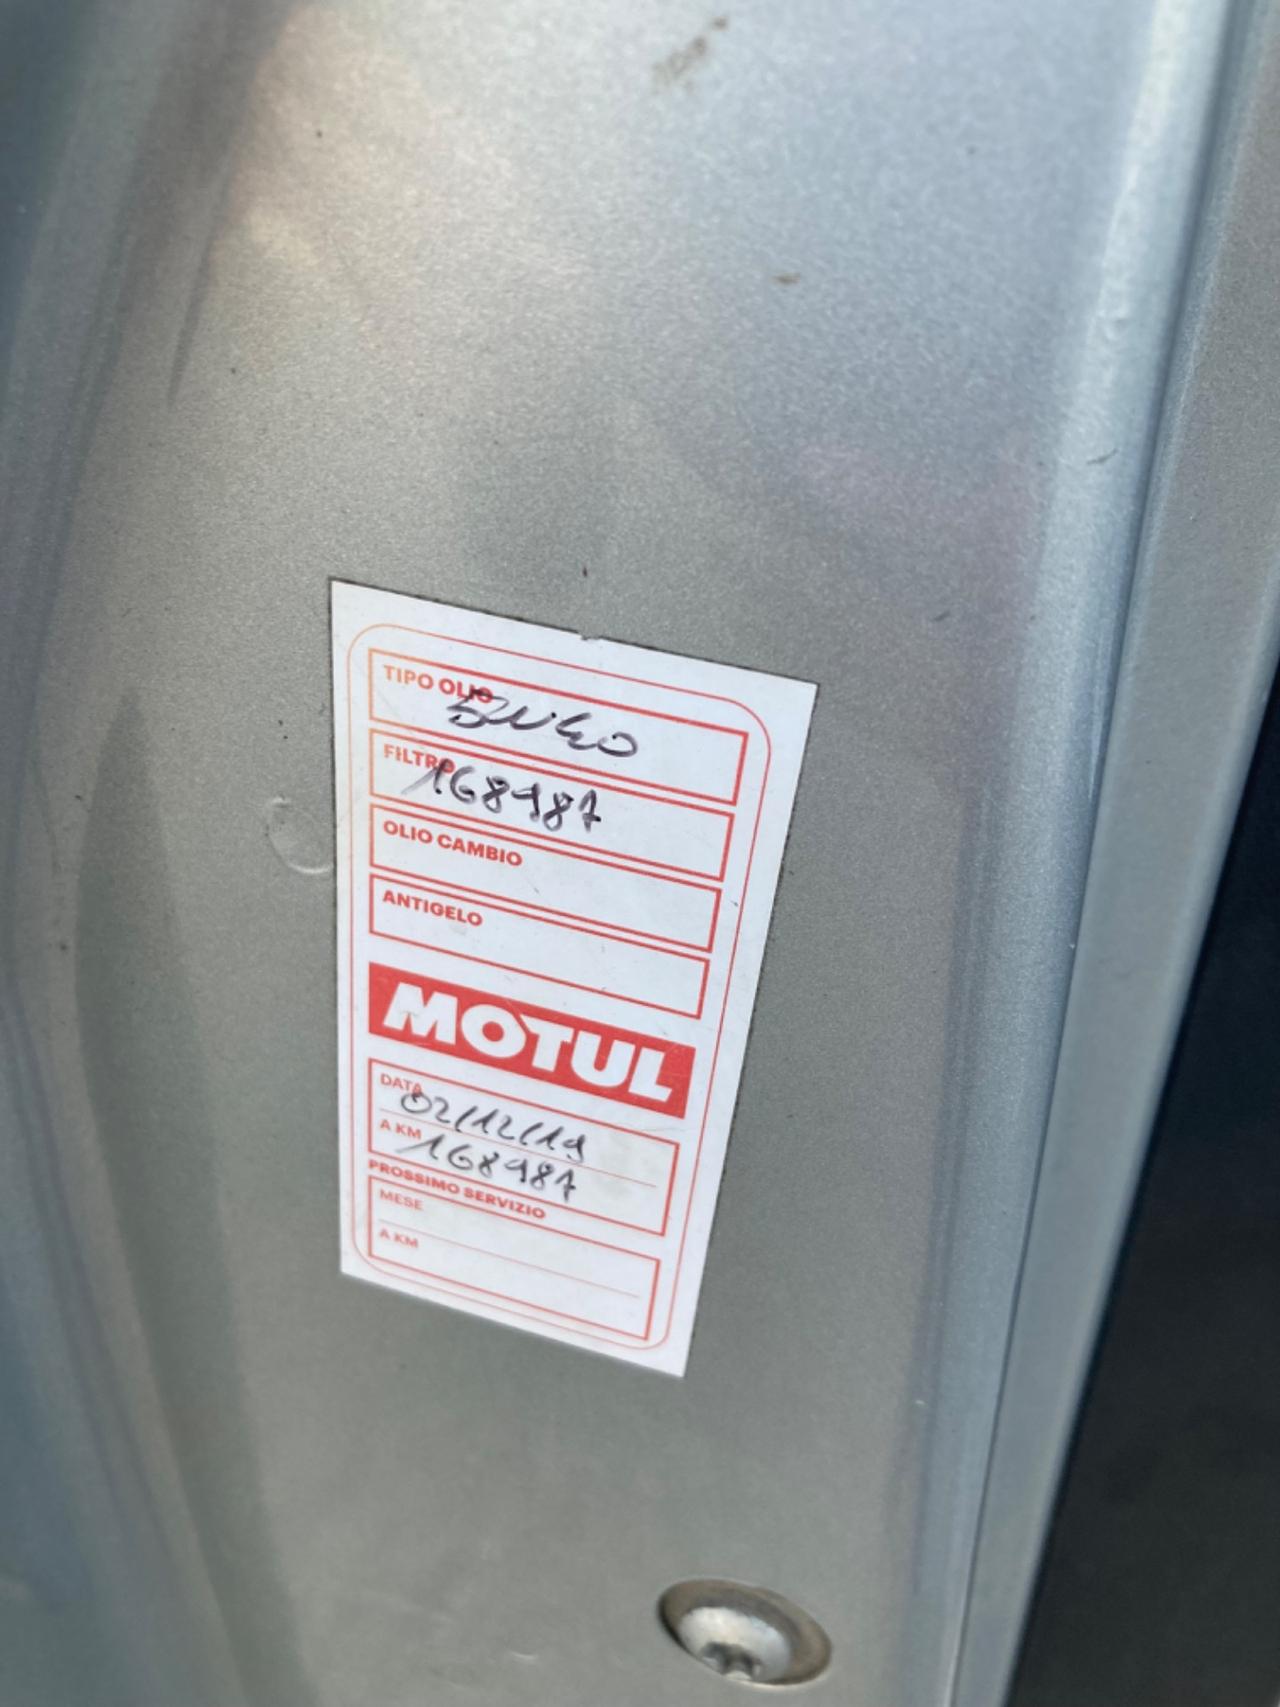 TIPO OLIO
5W40
FILTRO
168987
OLIO CAMBIO
ANTIGELO
MOTUL
DATA
02/12/19
A KM
168987
PROSSIMO SERVIZIO
MESE
A KM